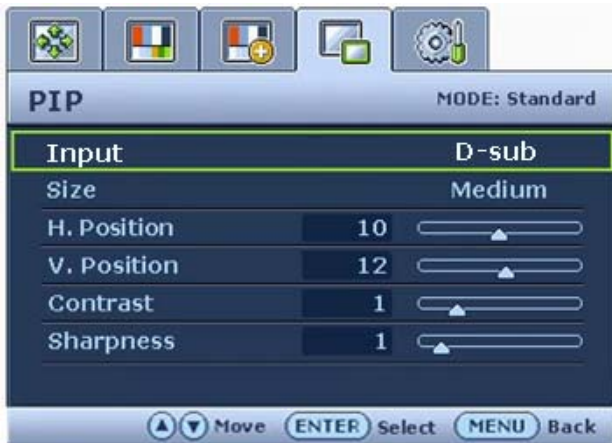 PIP MODE: Standard
Input D-sub
Size Medium
H. Position 10
V. Position 12
Contrast 1
Sharpness 1
Move ENTER Select MENU Back